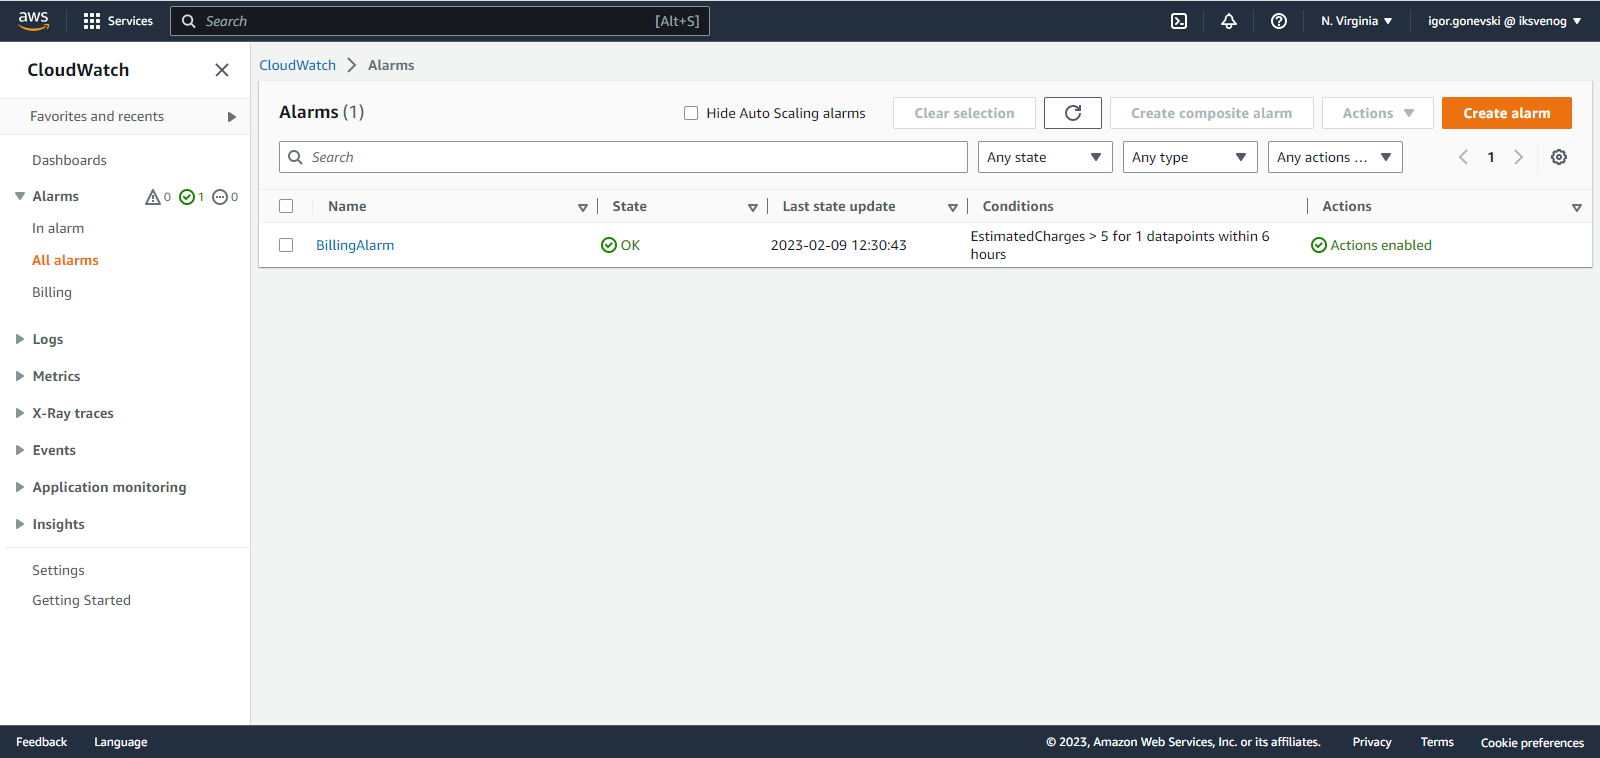 aws Services Search [Alt+S] N. Virginia igor.gonevski @ iksvenog
CloudWatch
Favorites and recents
Dashboards
Alarms 0 1 0
In alarm
All alarms
Billing
Logs
Metrics
X-Ray traces
Events
Application monitoring
Insights
Settings
Getting Started
CloudWatch Alarms
Alarms (1) Hide Auto Scaling alarms Clear selection Create composite alarm Actions Create alarm
Search Any state Any type Any actions ... 1
Name State Last state update Conditions Actions
BillingAlarm OK 2023-02-09 12:30:43 EstimatedCharges > 5 for 1 datapoints within 6
hours Actions enabled
Feedback Language © 2023, Amazon Web Services, Inc. or its affiliates. Privacy Terms Cookie preferences